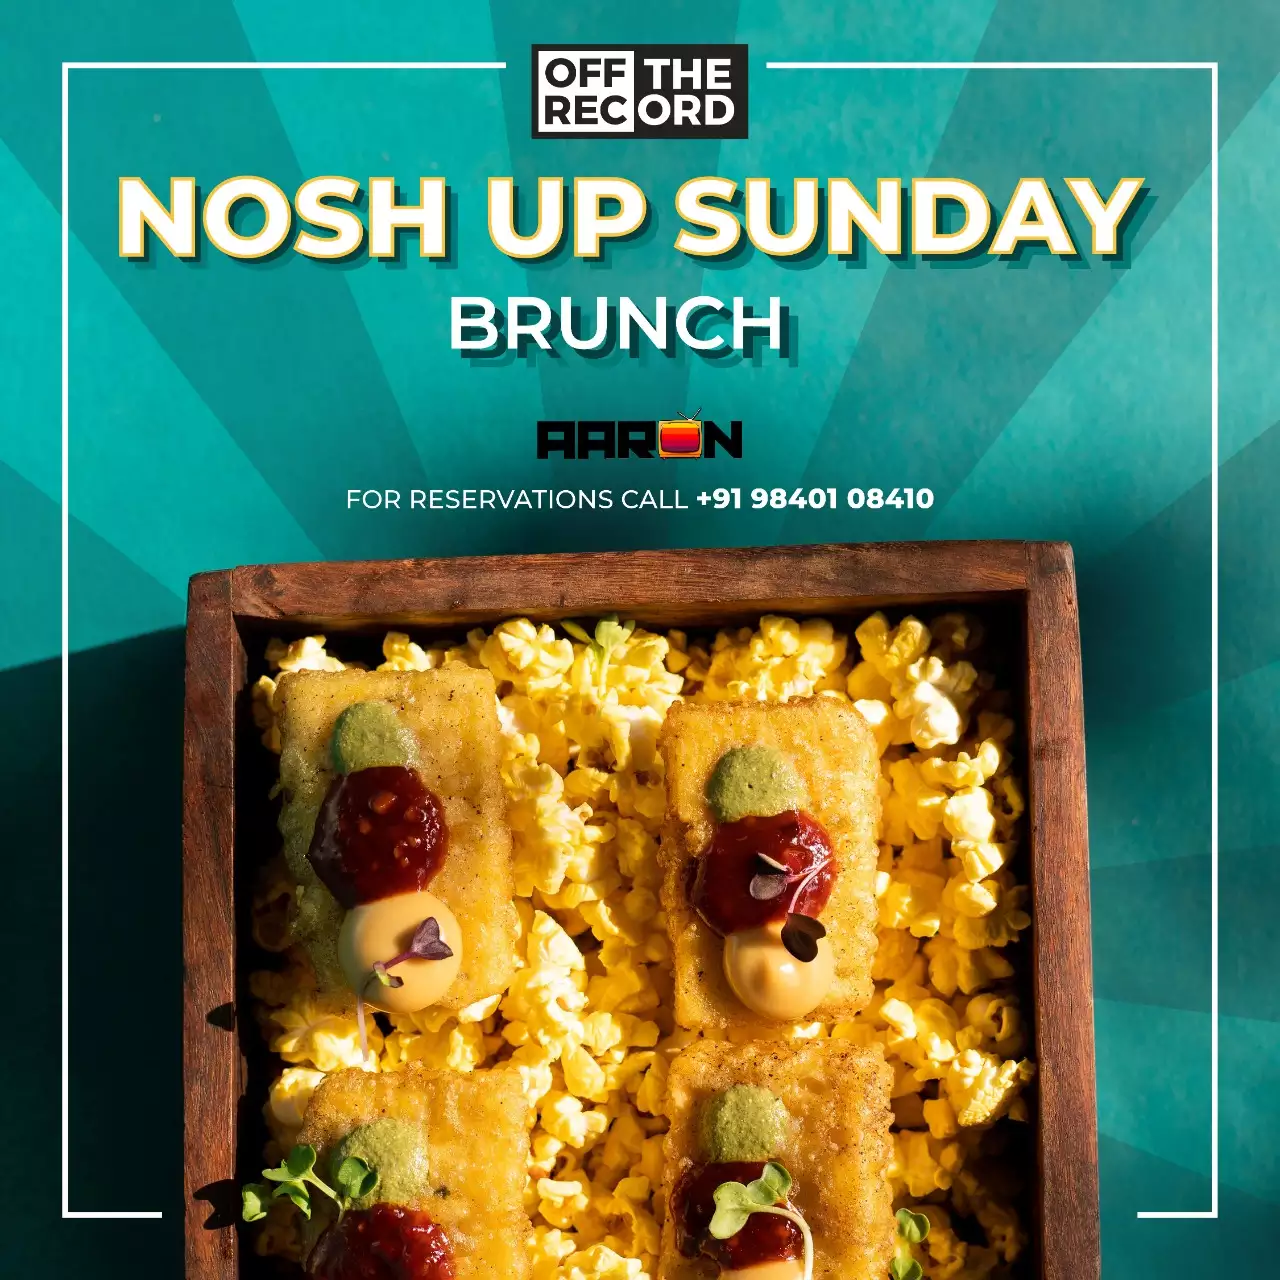 OFF THE
RECORD
NOSH UP SUNDAY
BRUNCH
AARON
FOR RESERVATIONS CALL +91 98401 08410